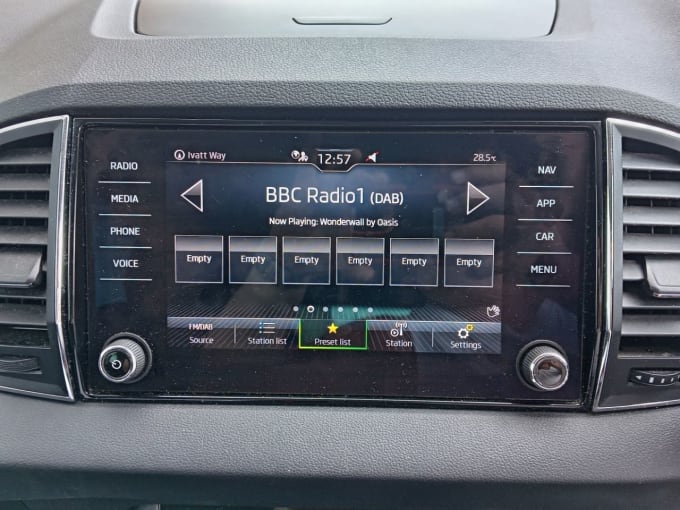 Ivatt Way
12:57
28.5°C
RADIO
MEDIA
PHONE
VOICE
BBC Radio1 (DAB)
Now Playing: Wonderwall by Oasis
Empty Empty Empty Empty Empty Empty
FM/DAB
Source
Station list
Preset list
Station
Settings
NAV
APP
CAR
MENU